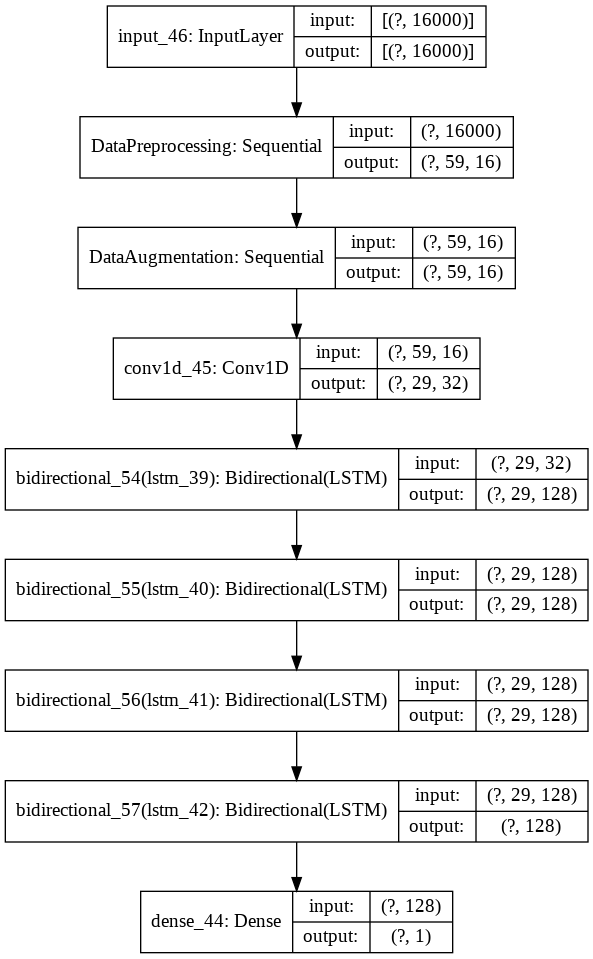 input_46: InputLayer
input: [(?, 16000)]
output: [(?, 16000)]
DataPreprocessing: Sequential
input: (?, 16000)
output: (?, 59, 16)
DataAugmentation: Sequential
input: (?, 59, 16)
output: (?, 59, 16)
conv1d_45: Conv1D
input: (?, 59, 16)
output: (?, 29, 32)
bidirectional_54(lstm_39): Bidirectional(LSTM)
input: (?, 29, 32)
output: (?, 29, 128)
bidirectional_55(lstm_40): Bidirectional(LSTM)
input: (?, 29, 128)
output: (?, 29, 128)
bidirectional_56(lstm_41): Bidirectional(LSTM)
input: (?, 29, 128)
output: (?, 29, 128)
bidirectional_57(lstm_42): Bidirectional(LSTM)
input: (?, 29, 128)
output: (?, 128)
dense_44: Dense
input: (?, 128)
output: (?, 1)